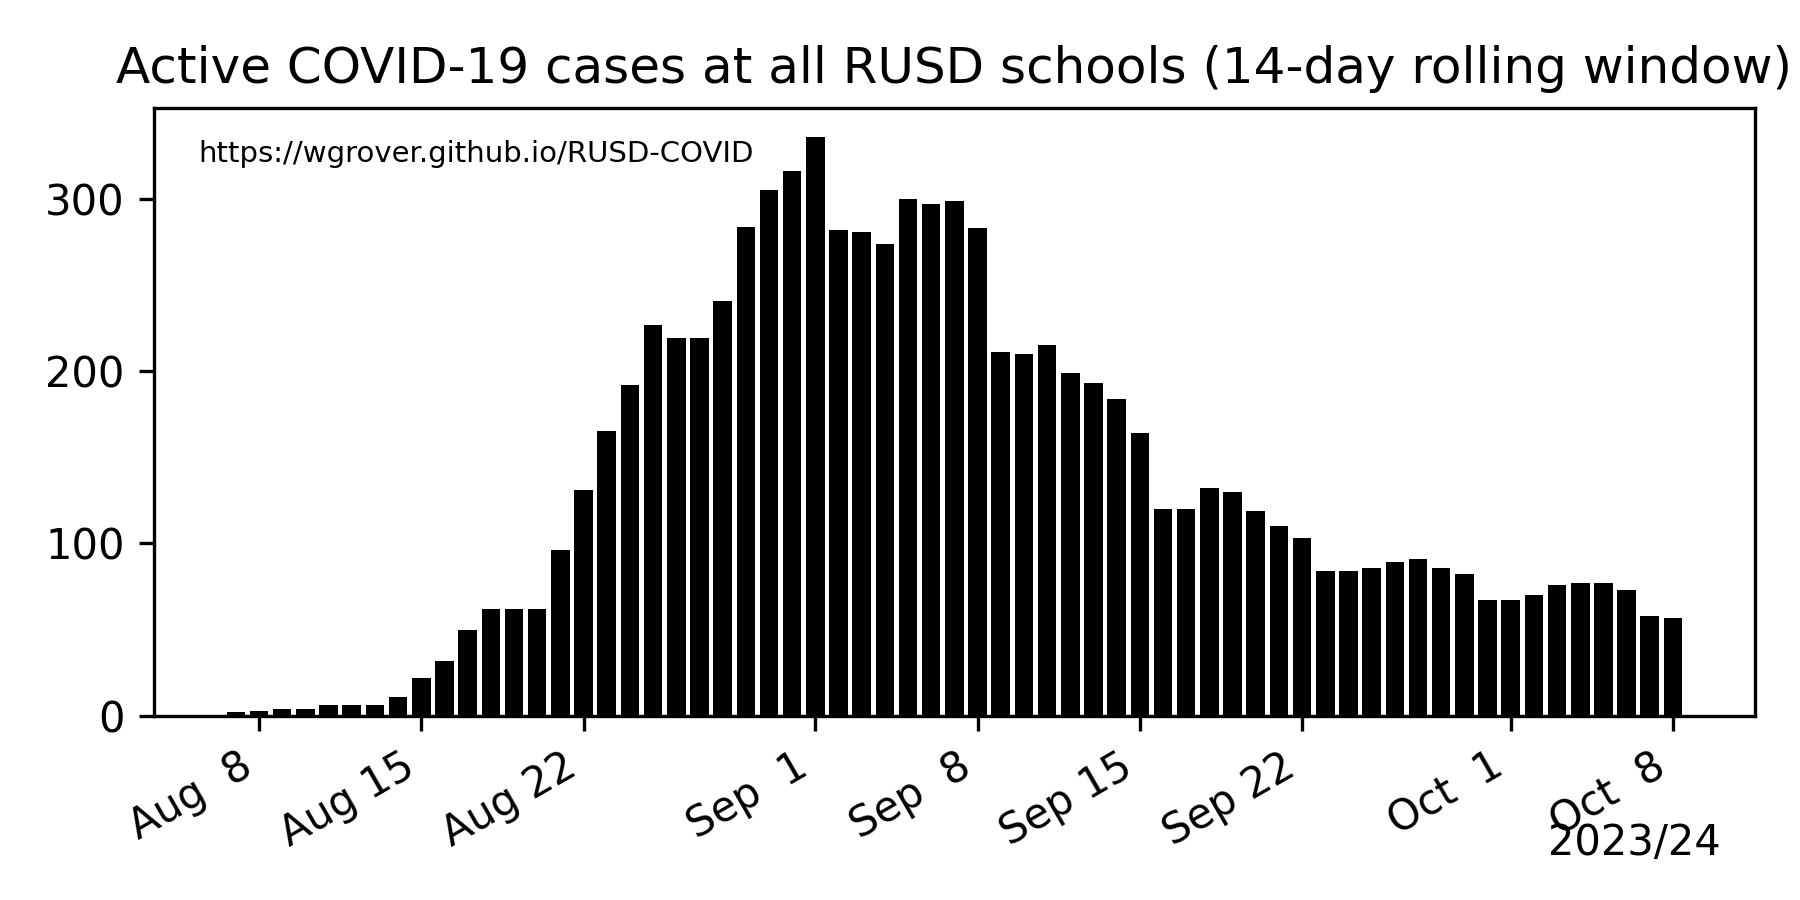 Active COVID-19 cases at all RUSD schools (14-day rolling window)
https://wgrover.github.io/RUSD-COVID
300
200
100
0
Aug 8
Aug 15
Aug 22
Sep 1
Sep 8
Sep 15
Sep 22
Oct 1
Oct 8
2023/24